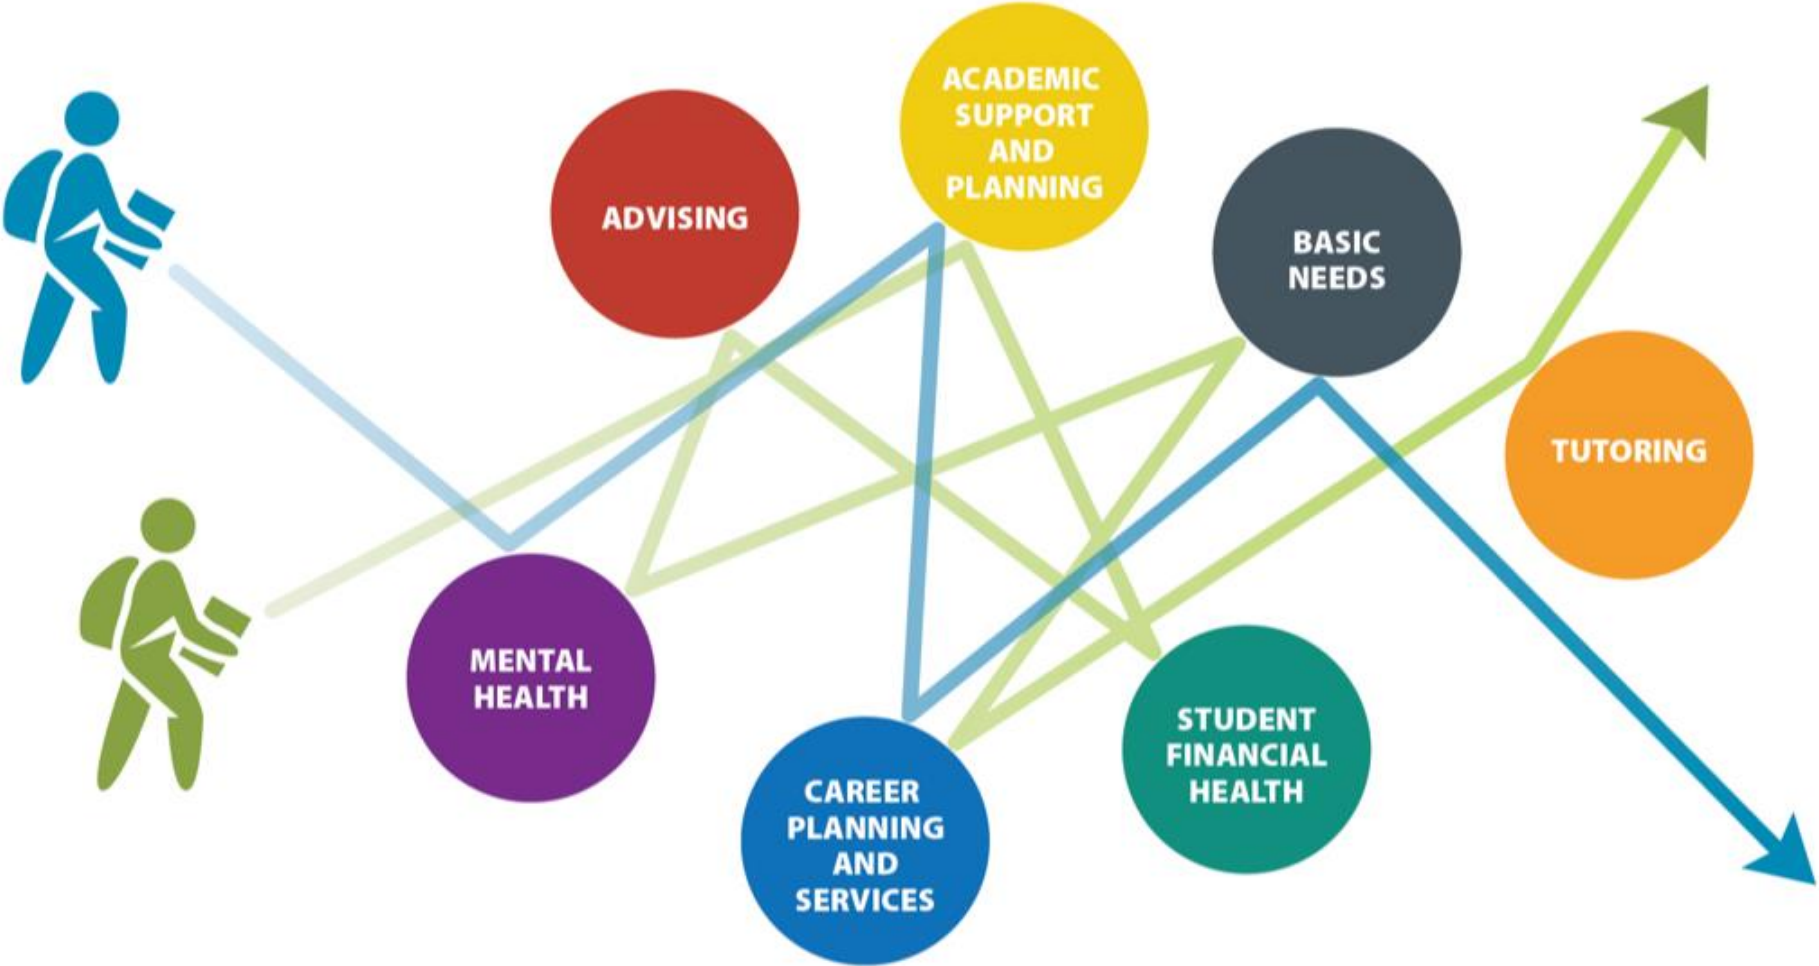 ADVISING
ACADEMIC
SUPPORT
AND
PLANNING
BASIC
NEEDS
TUTORING
MENTAL
HEALTH
CAREER
PLANNING
AND
SERVICES
STUDENT
FINANCIAL
HEALTH